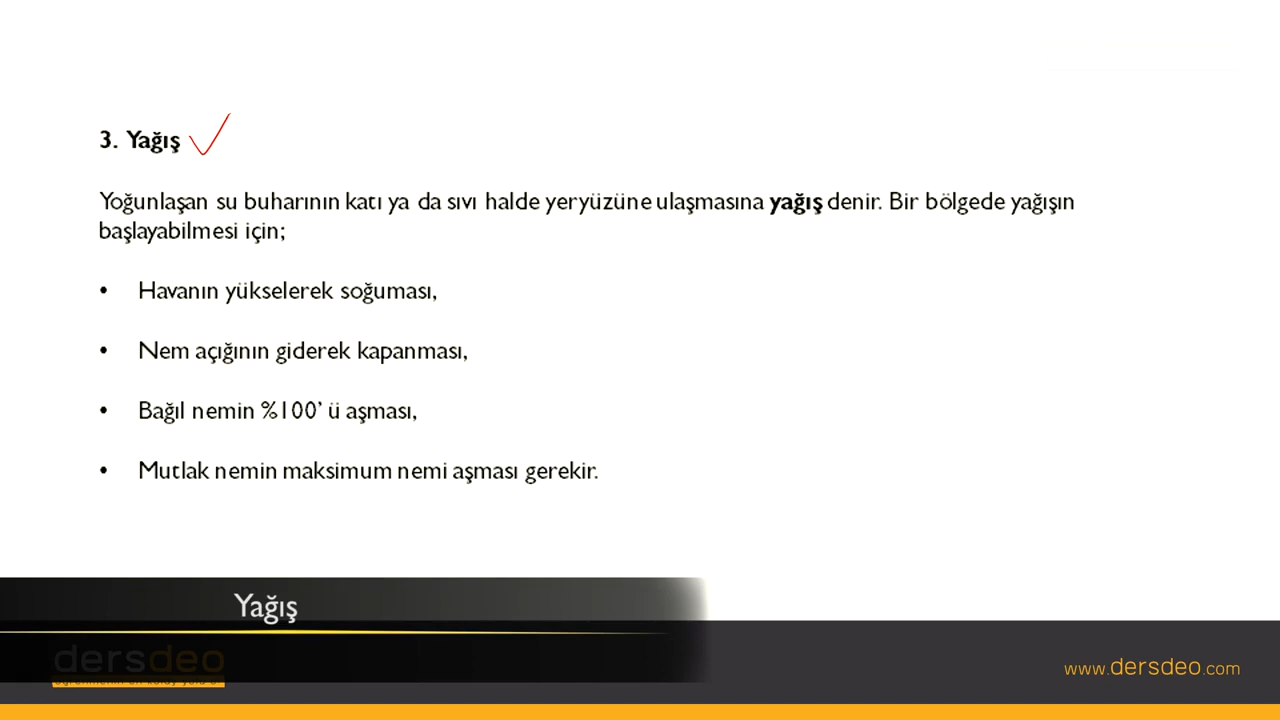 3. Yağış
Yoğunlaşan su buharının katı ya da sıvı halde yeryüzüne ulaşmasına yağış denir. Bir bölgede yağışın
başlayabilmesi için;
• Havanın yükselerek soğuması,
• Nem açığının giderek kapanması,
• Bağıl nemin %100' ü aşması,
• Mutlak nemin maksimum nemi aşması gerekir.
Yağış
dersdeo
www.dersdeo.com